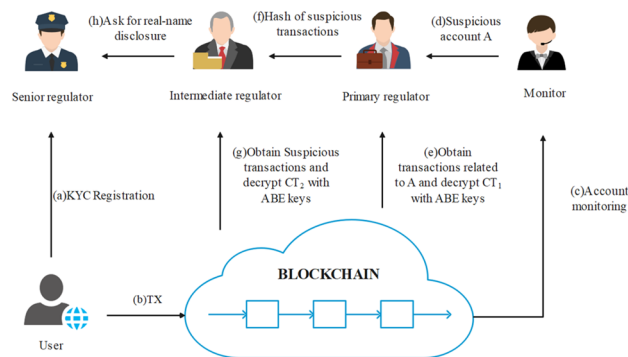 (h)Ask for real-name
disclosure
(f)Hash of suspicious
transactions
(d)Suspicious
account A
Senior regulator
Intermediate regulator
Primary regulator
Monitor
(a)KYC Registration
(g)Obtain Suspicious
transactions and
decrypt CT₂ with
ABE keys
(e)Obtain
transactions related
to A and decrypt CT₁
with ABE keys
(c)Account
monitoring
BLOCKCHAIN
(b)TX
User